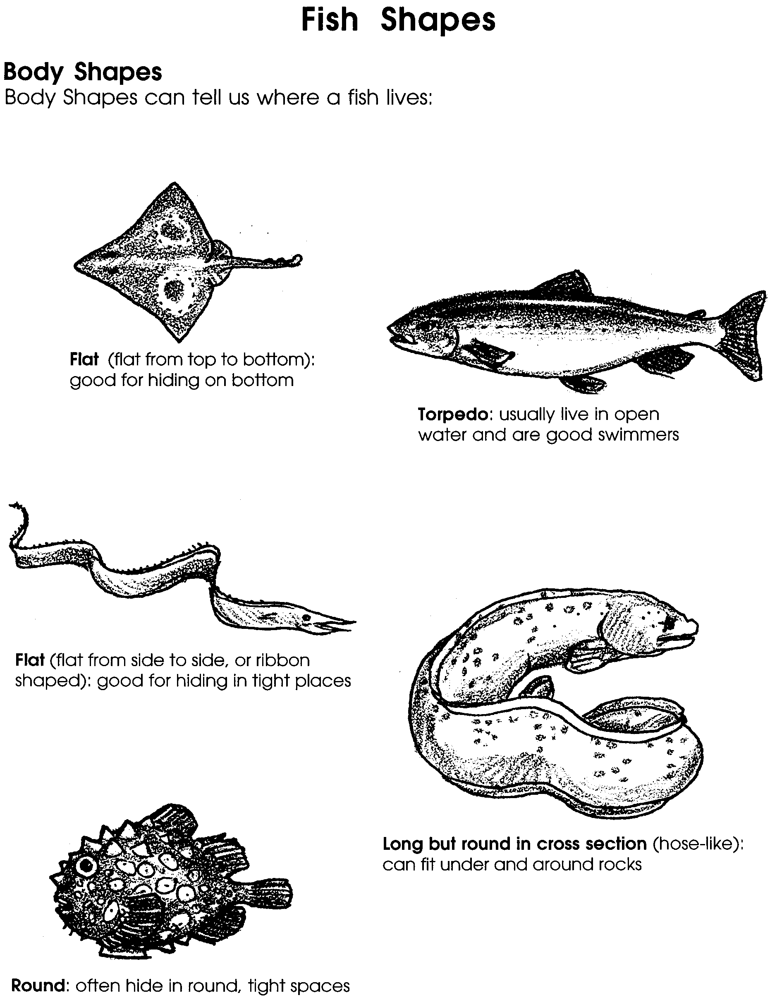 Fish Shapes
Body Shapes
Body Shapes can tell us where a fish lives:
Flat (flat from top to bottom):
good for hiding on bottom
Torpedo: usually live in open
water and are good swimmers
Flat (flat from side to side, or ribbon
shaped): good for hiding in tight places
Long but round in cross section (hose-like):
can fit under and around rocks
Round: often hide in round, tight spaces